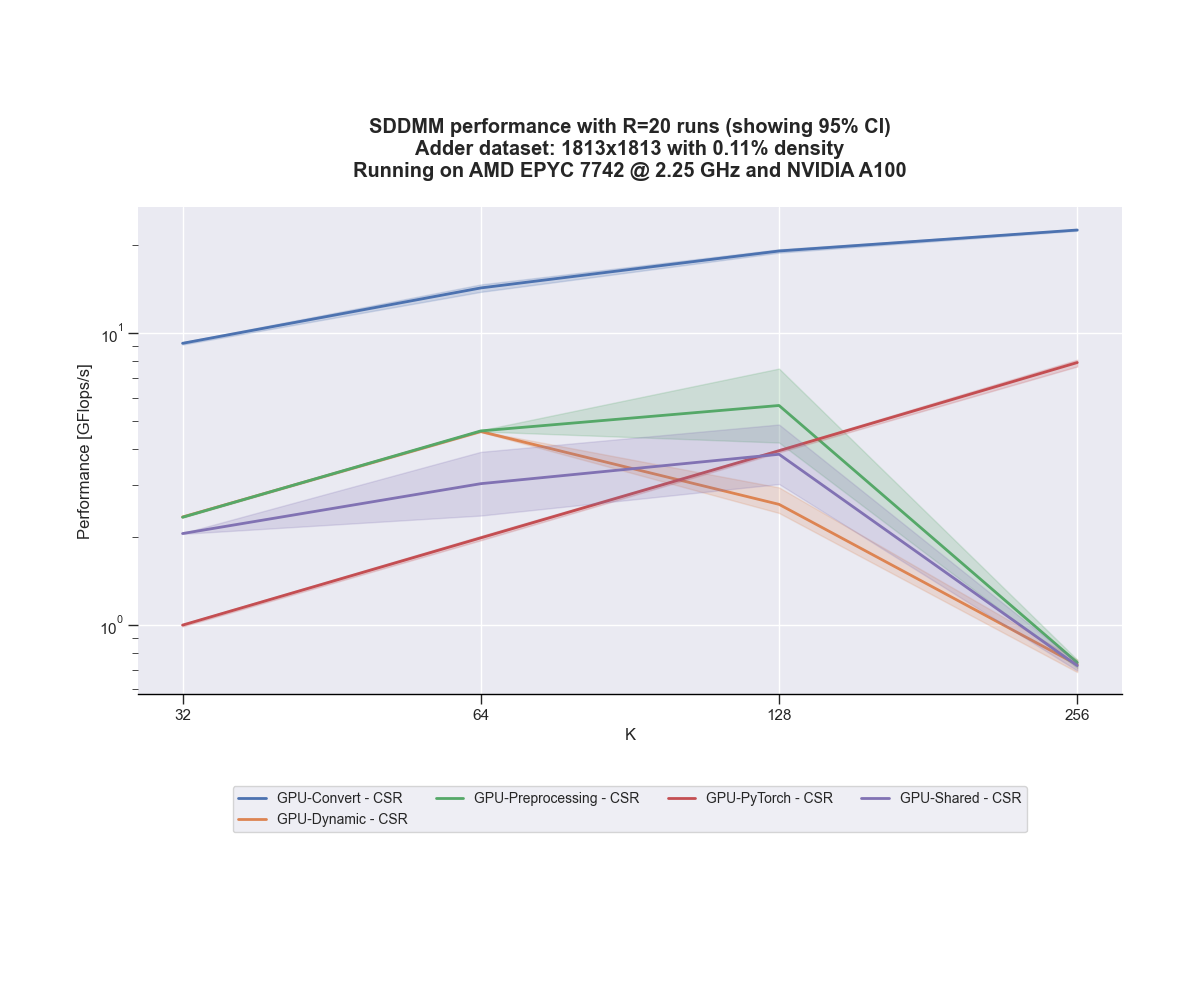 SDDMM performance with R=20 runs (showing 95% CI)
Adder dataset: 1813x1813 with 0.11% density
Running on AMD EPYC 7742 @ 2.25 GHz and NVIDIA A100
Performance [GFlops/s]
10^1
10^0
32 64 128 256
K
GPU-Convert - CSR GPU-Preprocessing - CSR GPU-PyTorch - CSR GPU-Shared - CSR
GPU-Dynamic - CSR